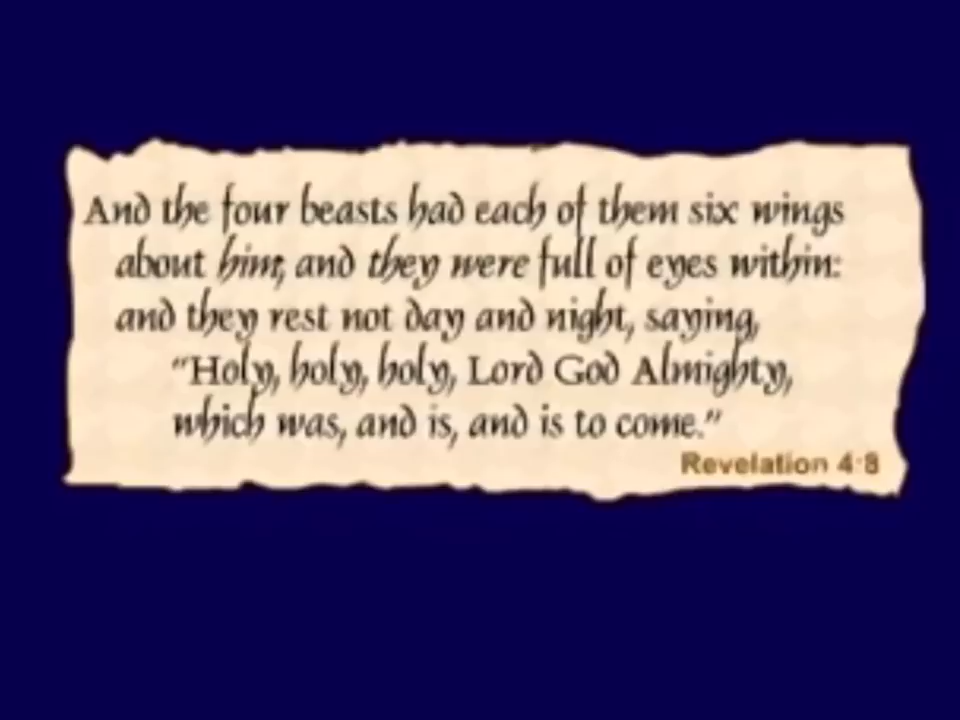 And the four beasts had each of them six wings
about him, and they were full of eyes within:
and they rest not day and night, saying,
“Holy, holy, holy, Lord God Almighty,
which was, and is, and is to come.”
Revelation 4:8